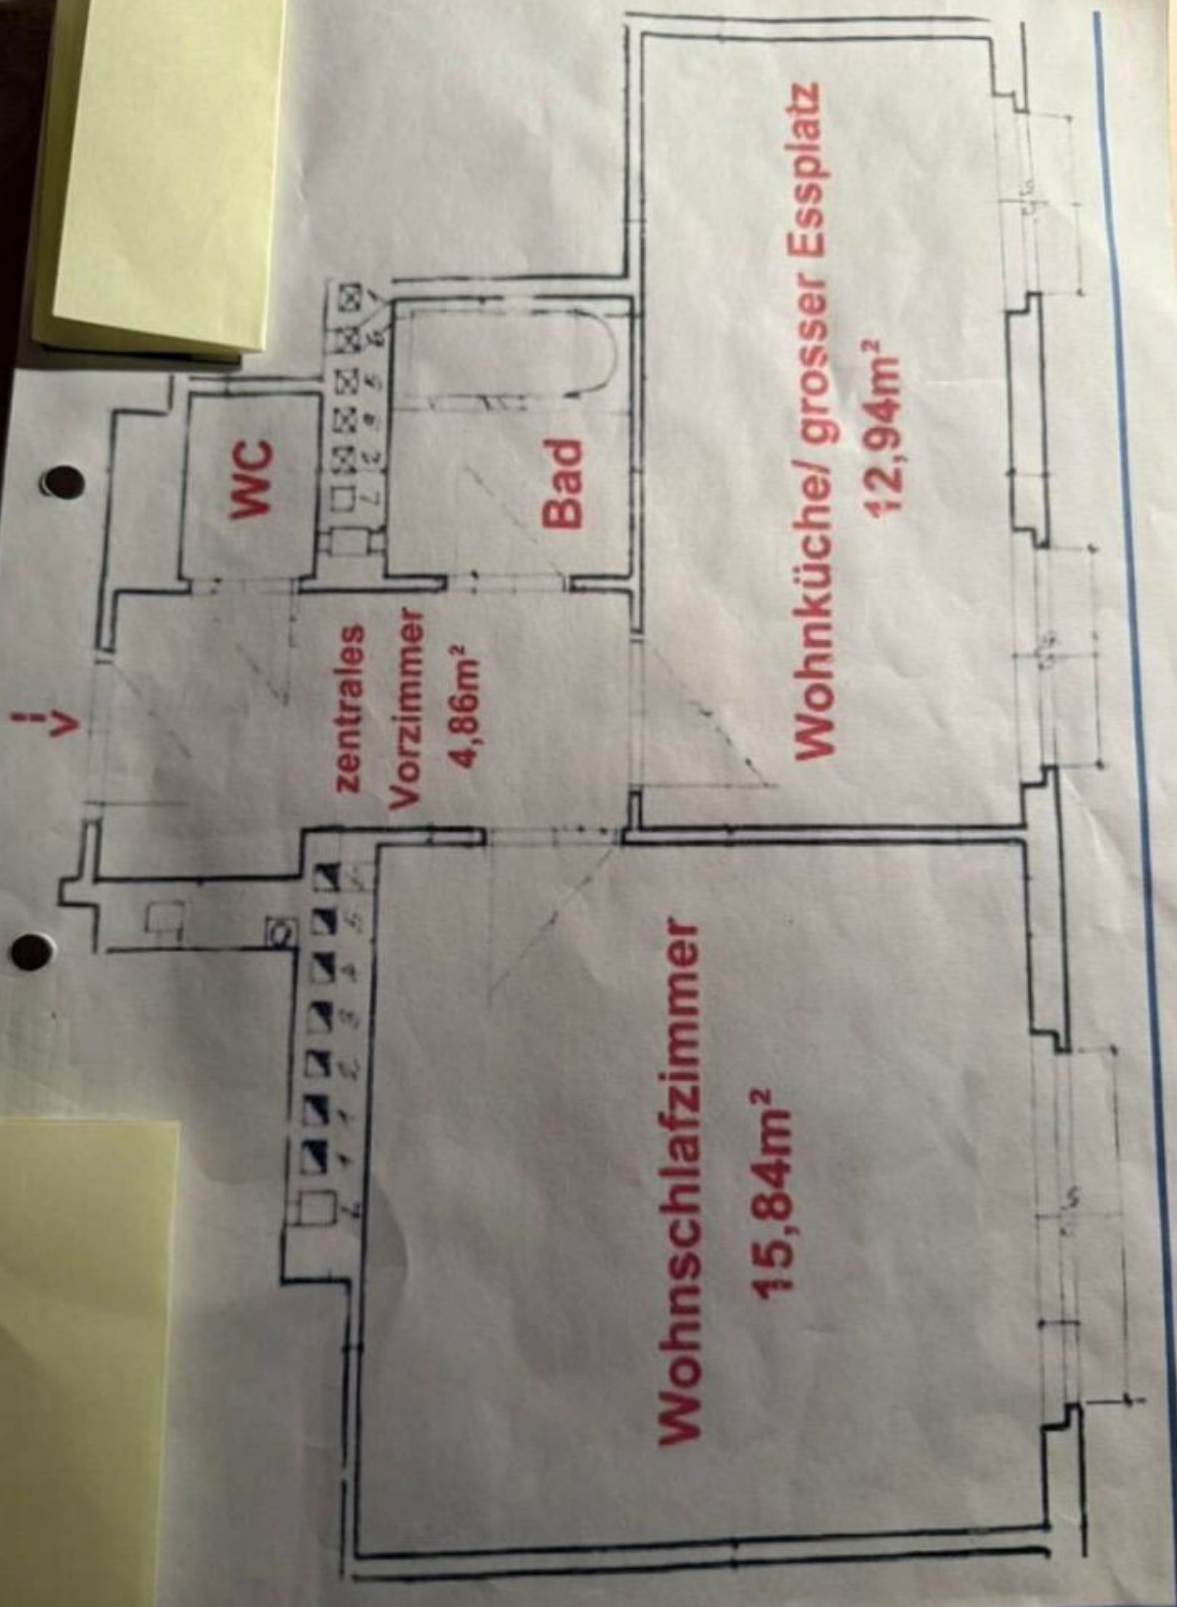 WC
Bad
zentrales
Vorzimmer
4,86m²
Wohnküche/ grosser Essplatz
12,94m²
Wohnschlafzimmer
15,84m²